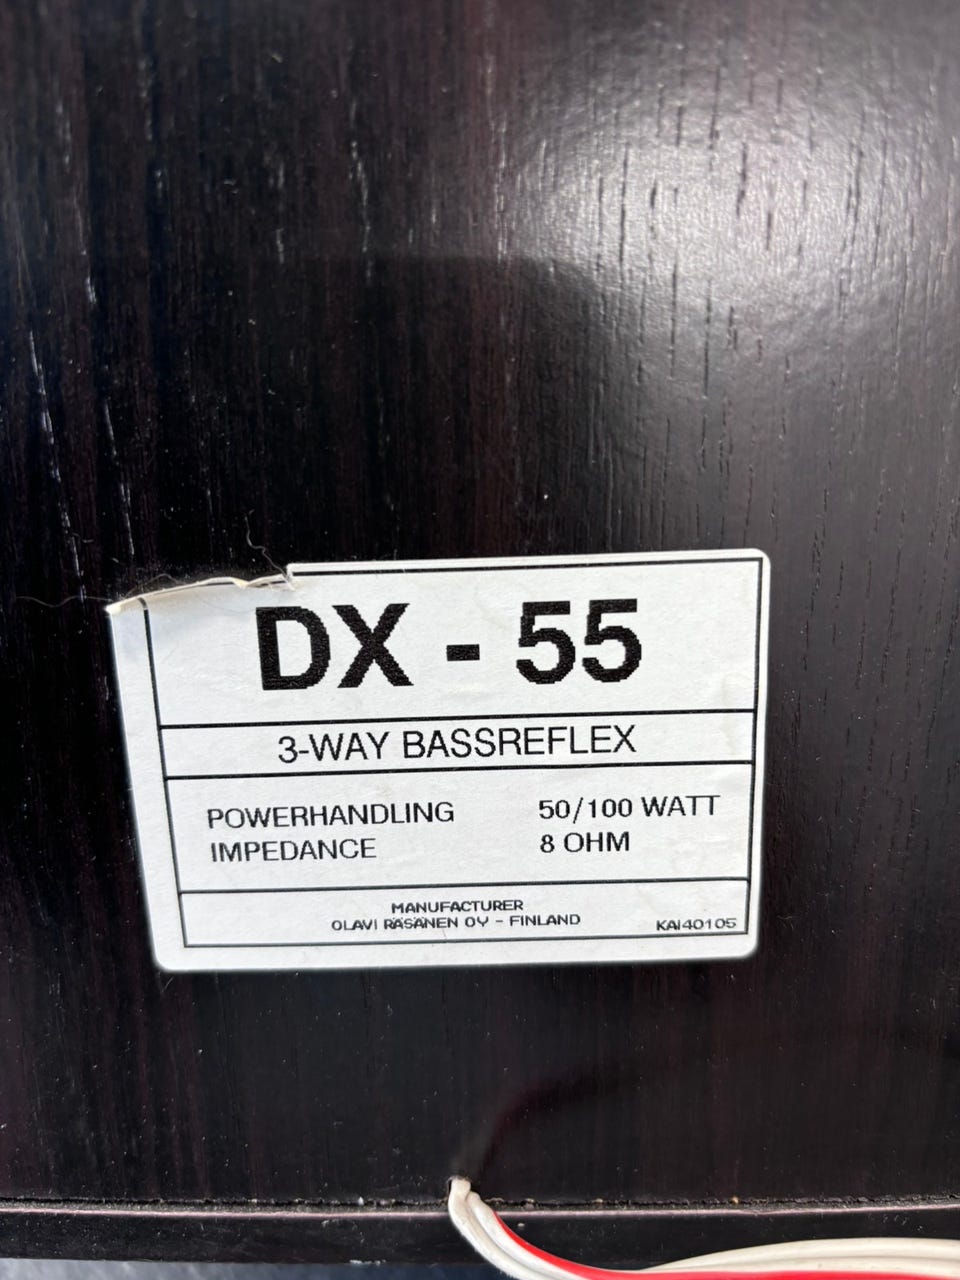 DX - 55
3-WAY BASSREFLEX
POWERHANDLING 50/100 WATT
IMPEDANCE 8 OHM
MANUFACTURER
OLAVI RÄSÄNEN OY - FINLAND KAI40105